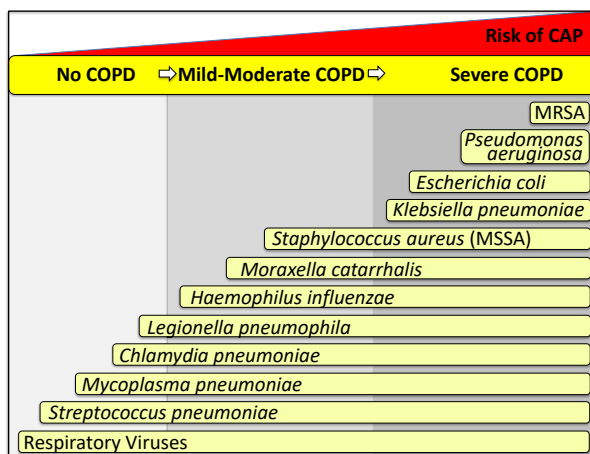 Risk of CAP
No COPD ⇨ Mild-Moderate COPD ⇨ Severe COPD
MRSA
Pseudomonas
aeruginosa
Escherichia coli
Klebsiella pneumoniae
Staphylococcus aureus (MSSA)
Moraxella catarrhalis
Haemophilus influenzae
Legionella pneumophila
Chlamydia pneumoniae
Mycoplasma pneumoniae
Streptococcus pneumoniae
Respiratory Viruses